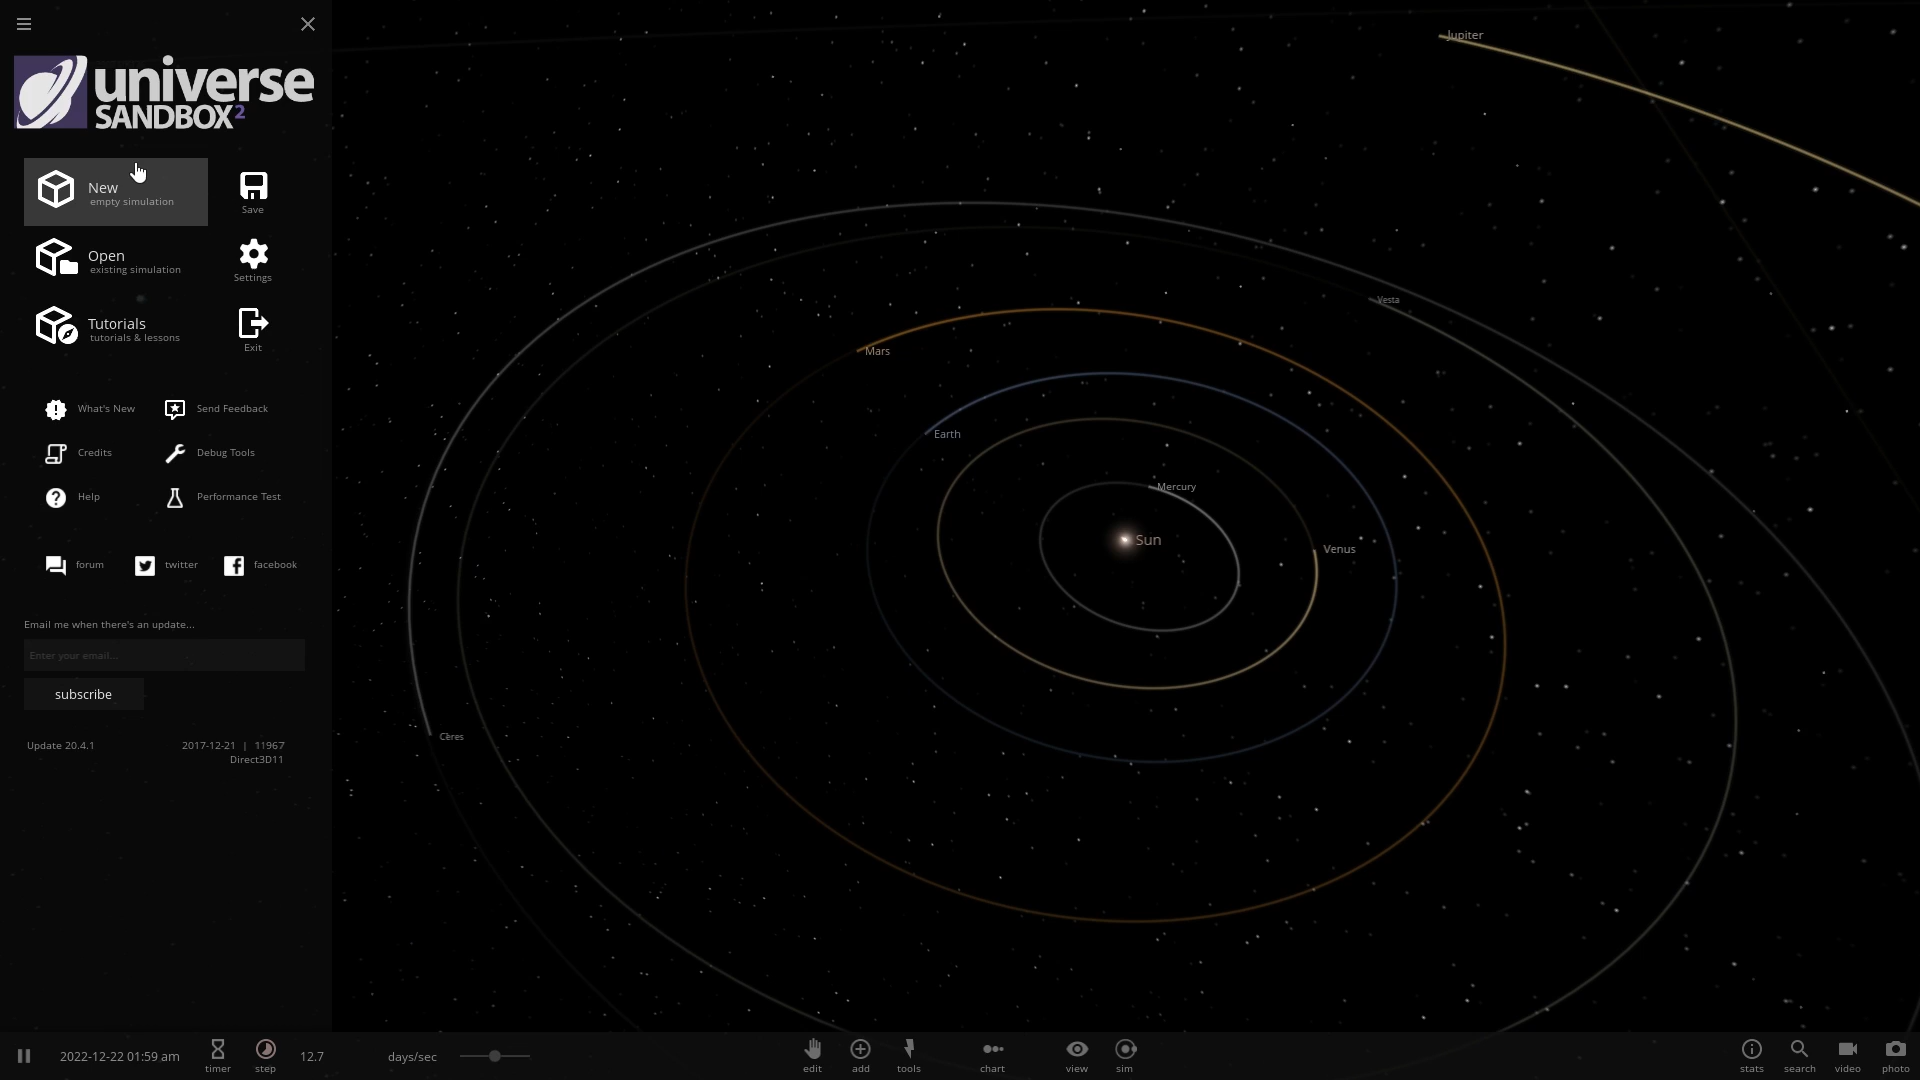 universe
SANDBOX2
New
empty simulation
Save
Open
existing simulation
Settings
Tutorials
tutorials & lessons
Exit
What's New
Send Feedback
Credits
Debug Tools
Help
Performance Test
forum
twitter
facebook
Email me when there's an update...
Enter your email...
subscribe
Update 20.4.1
2017-12-21 | 11967
Direct3D11
Jupiter
Vesta
Mars
Earth
Mercury
Sun
Venus
Ceres
2022-12-22 01:59 am
timer
step
12.7
days/sec
edit
add
tools
chart
view
sim
stats
search
video
photo